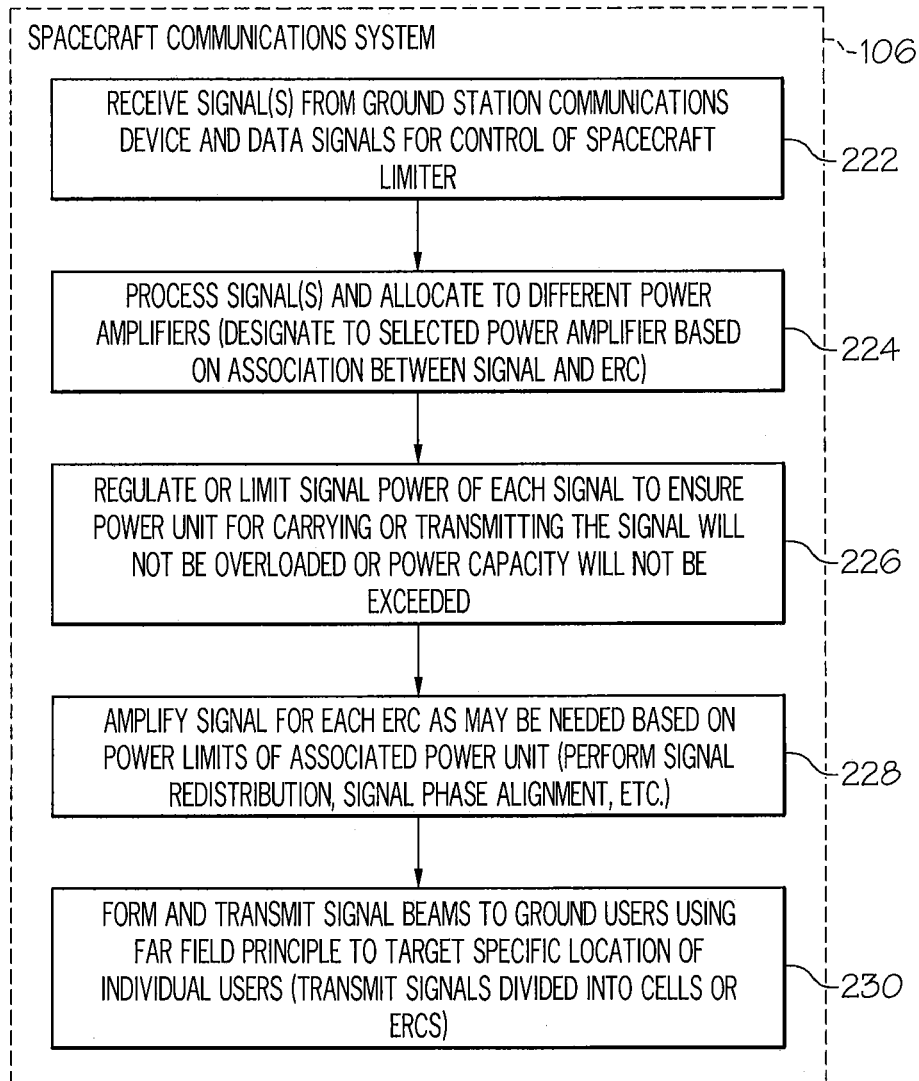 SPACECRAFT COMMUNICATIONS SYSTEM
106
RECEIVE SIGNAL(S) FROM GROUND STATION COMMUNICATIONS
DEVICE AND DATA SIGNALS FOR CONTROL OF SPACECRAFT
LIMITER
222
PROCESS SIGNAL(S) AND ALLOCATE TO DIFFERENT POWER
AMPLIFIERS (DESIGNATE TO SELECTED POWER AMPLIFIER BASED
ON ASSOCIATION BETWEEN SIGNAL AND ERC)
224
REGULATE OR LIMIT SIGNAL POWER OF EACH SIGNAL TO ENSURE
POWER UNIT FOR CARRYING OR TRANSMITTING THE SIGNAL WILL
NOT BE OVERLOADED OR POWER CAPACITY WILL NOT BE
EXCEEDED
226
AMPLIFY SIGNAL FOR EACH ERC AS MAY BE NEEDED BASED ON
POWER LIMITS OF ASSOCIATED POWER UNIT (PERFORM SIGNAL
REDISTRIBUTION, SIGNAL PHASE ALIGNMENT, ETC.)
228
FORM AND TRANSMIT SIGNAL BEAMS TO GROUND USERS USING
FAR FIELD PRINCIPLE TO TARGET SPECIFIC LOCATION OF
INDIVIDUAL USERS (TRANSMIT SIGNALS DIVIDED INTO CELLS OR
ERCS)
230